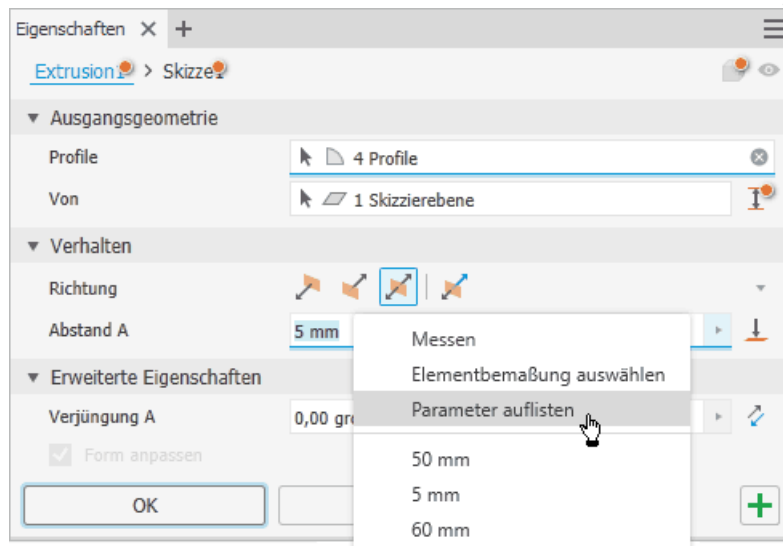 Eigenschaften
Extrusion1 > Skizze1
Ausgangsgeometrie
Profile 4 Profile
Von 1 Skizzierebene
Verhalten
Richtung
Abstand A 5 mm
Messen
Elementbemaßung auswählen
Erweiterte Eigenschaften
Parameter auflisten
Verjüngung A 0,00
Form anpassen
50 mm
5 mm
60 mm
OK